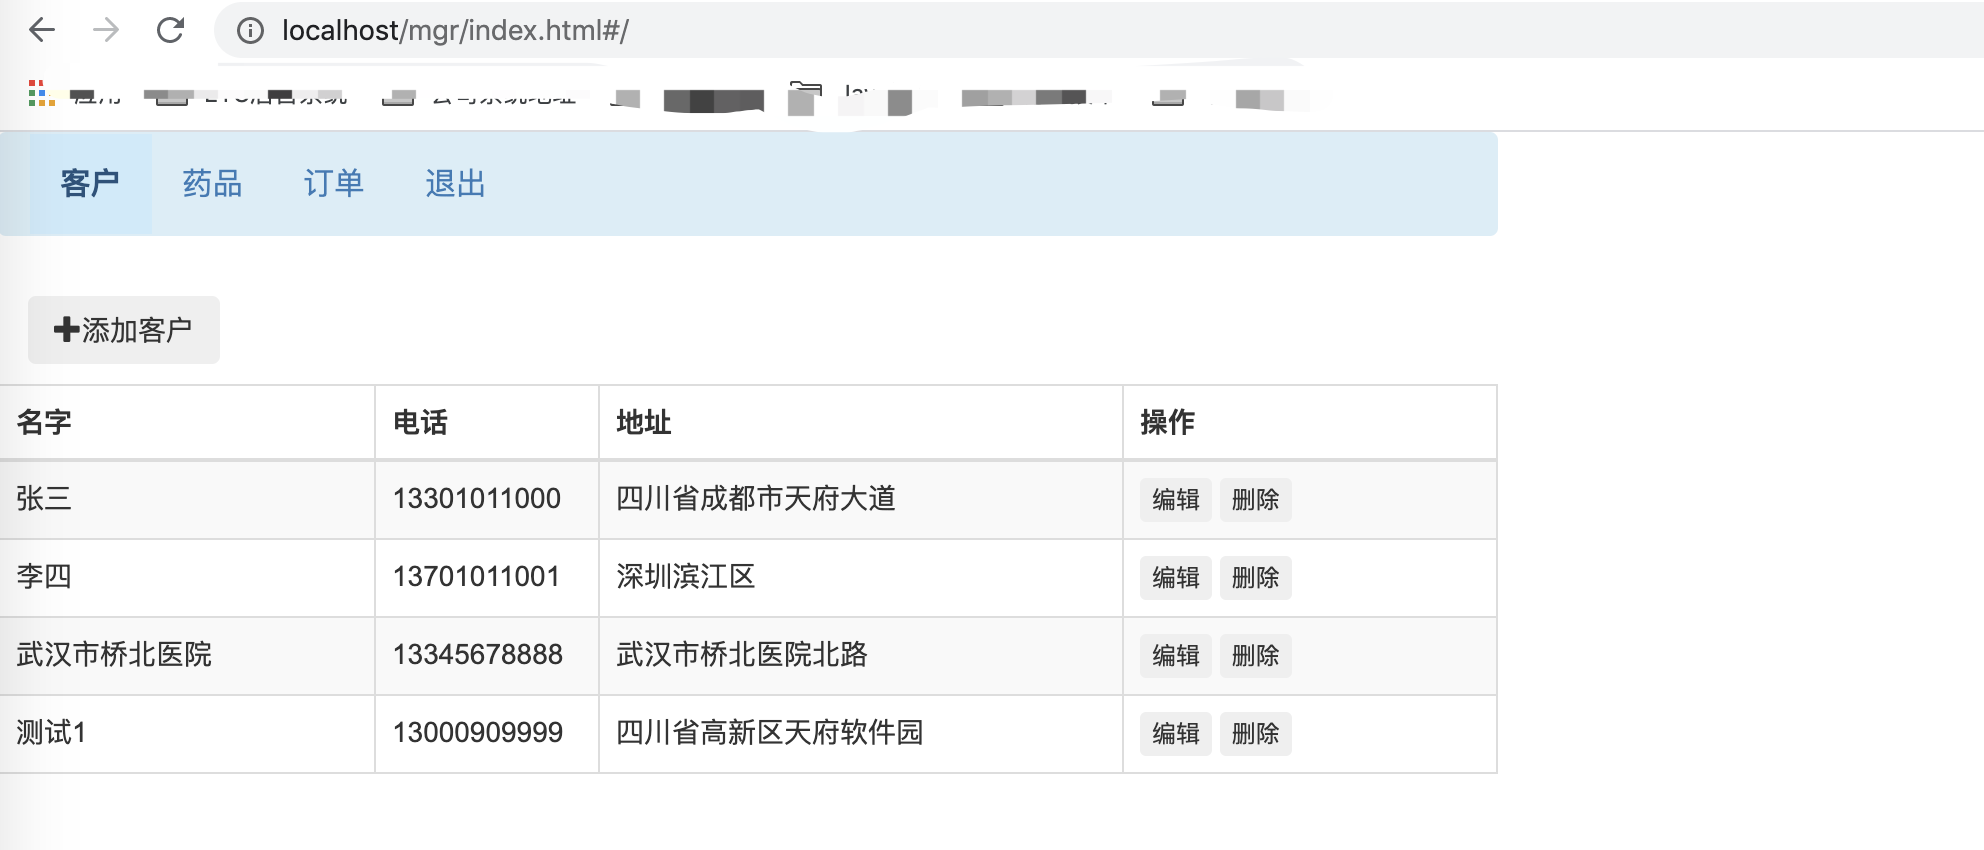 localhost/mgr/index.html#/
客户 药品 订单 退出
添加客户
名字 电话 地址 操作
张三 13301011000 四川省成都市天府大道 编辑 删除
李四 13701011001 深圳滨江区 编辑 删除
武汉市桥北医院 13345678888 武汉市桥北医院北路 编辑 删除
测试1 13000909999 四川省高新区天府软件园 编辑 删除